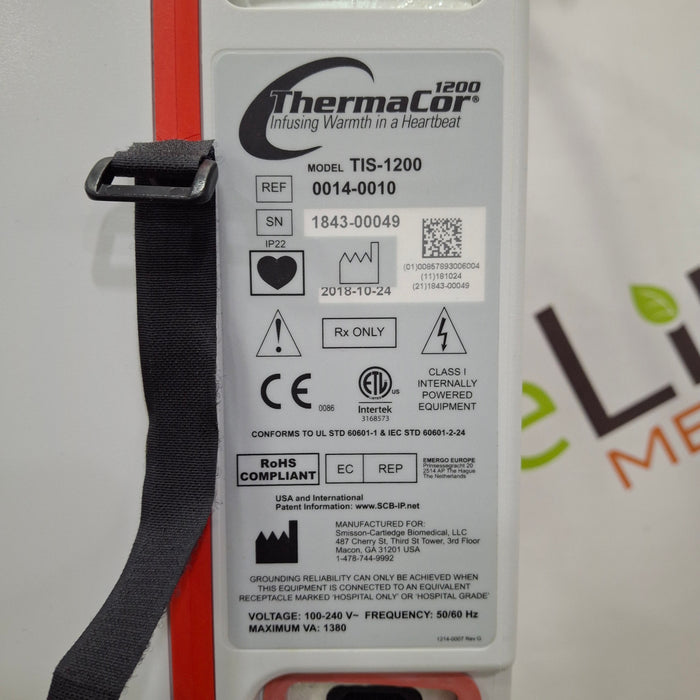 1200
ThermaCor®
Infusing Warmth in a Heartbeat
MODEL TIS-1200
REF 0014-0010
SN 1843-00049
IP22
2018-10-24
(01)00857893006004
(11)181024
(21)1843-00049
Rx ONLY
CE 0086
ETL US
Intertek
3168573
CLASS I
INTERNALLY
POWERED
EQUIPMENT
CONFORMS TO UL STD 60601-1 & IEC STD 60601-2-24
RoHS
COMPLIANT
EC REP
EMERGO EUROPE
Prinsessegracht 20
2514 AP The Hague
The Netherlands
USA and International
Patent Information: www.SCB-IP.net
MANUFACTURED FOR:
Smisson-Cartledge Biomedical, LLC
487 Cherry St, Third St Tower, 3rd Floor
Macon, GA 31201 USA
1-478-744-9992
GROUNDING RELIABILITY CAN ONLY BE ACHIEVED WHEN
THIS EQUIPMENT IS CONNECTED TO AN EQUIVALENT
RECEPTACLE MARKED 'HOSPITAL ONLY' OR 'HOSPITAL GRADE'
VOLTAGE: 100-240 V~ FREQUENCY: 50/60 Hz
MAXIMUM VA: 1380
1214-0007 Rev G